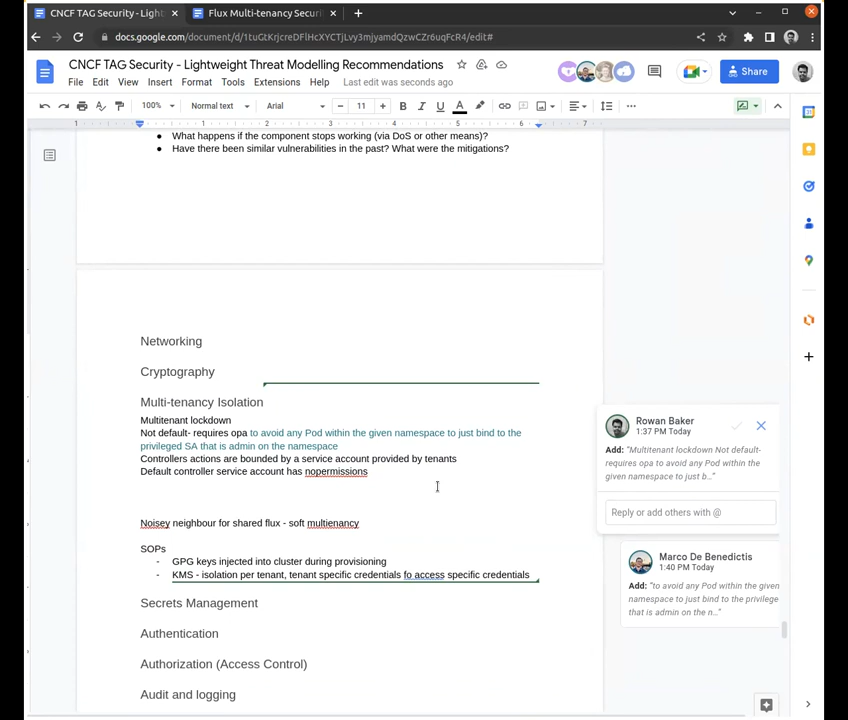 CNCF TAG Security - Light
Flux Multi-tenancy Securi
docs.google.com/document/d/1tuGtKrjcreDFlHcXYCTjLvy3mjyamdQzwCZr6uqFcR4/edit#
CNCF TAG Security - Lightweight Threat Modelling Recommendations
Share
File Edit View Insert Format Tools Extensions Help Last edit was seconds ago
100% Normal text Arial 11 B I U A
1 1 2 3 4 5 6 7
What happens if the component stops working (via DoS or other means)?
Have there been similar vulnerabilities in the past? What were the mitigations?
Networking
Cryptography
Multi-tenancy Isolation
Multitenant lockdown
Not default- requires opa to avoid any Pod within the given namespace to just bind to the
privileged SA that is admin on the namespace
Controllers actions are bounded by a service account provided by tenants
Default controller service account has nopermissions
Noisey neighbour for shared flux - soft multienancy
SOPs
- GPG keys injected into cluster during provisioning
- KMS - isolation per tenant, tenant specific credentials fo access specific credentials
Secrets Management
Authentication
Authorization (Access Control)
Audit and logging
Rowan Baker
1:37 PM Today
Add: "Multitenant lockdown Not default-
requires opa to avoid any Pod within the
given namespace to just b..."
Reply or add others with @
Marco De Benedictis
1:40 PM Today
Add: "to avoid any Pod within the given
namespace to just bind to the privilege
that is admin on the n..."